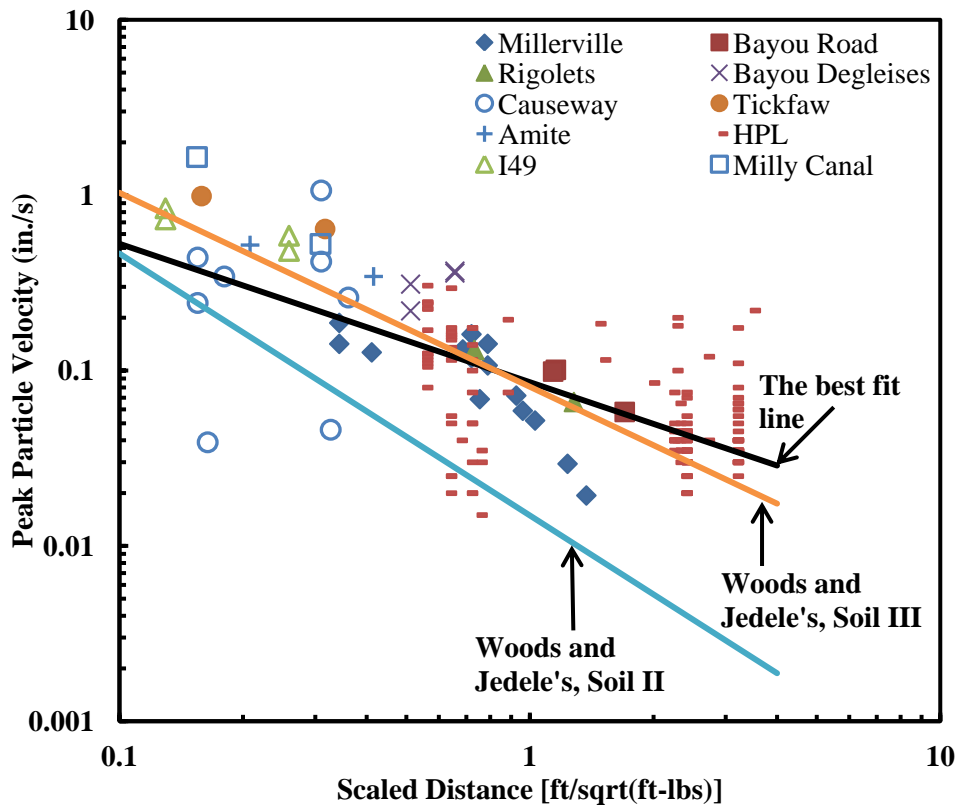 10
1
0.1
0.01
0.001
Peak Particle Velocity (in./s)
Millerville
Bayou Road
Rigolets
Bayou Degleises
Causeway
Tickfaw
Amite
HPL
I49
Milly Canal
The best fit
line
Woods and
Jedele's, Soil III
Woods and
Jedele's, Soil II
0.1
1
10
Scaled Distance [ft/sqrt(ft-lbs)]